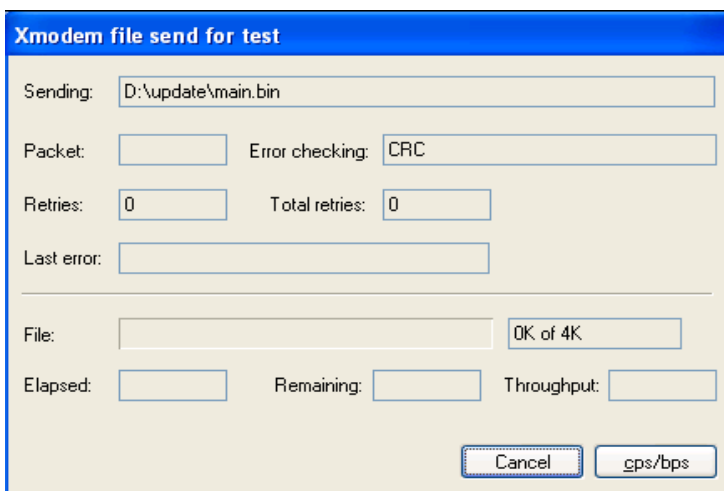 Xmodem file send for test
Sending: D:\update\main.bin
Packet: Error checking: CRC
Retries: 0 Total retries: 0
Last error:
File: 0K of 4K
Elapsed: Remaining: Throughput:
Cancel cps/bps